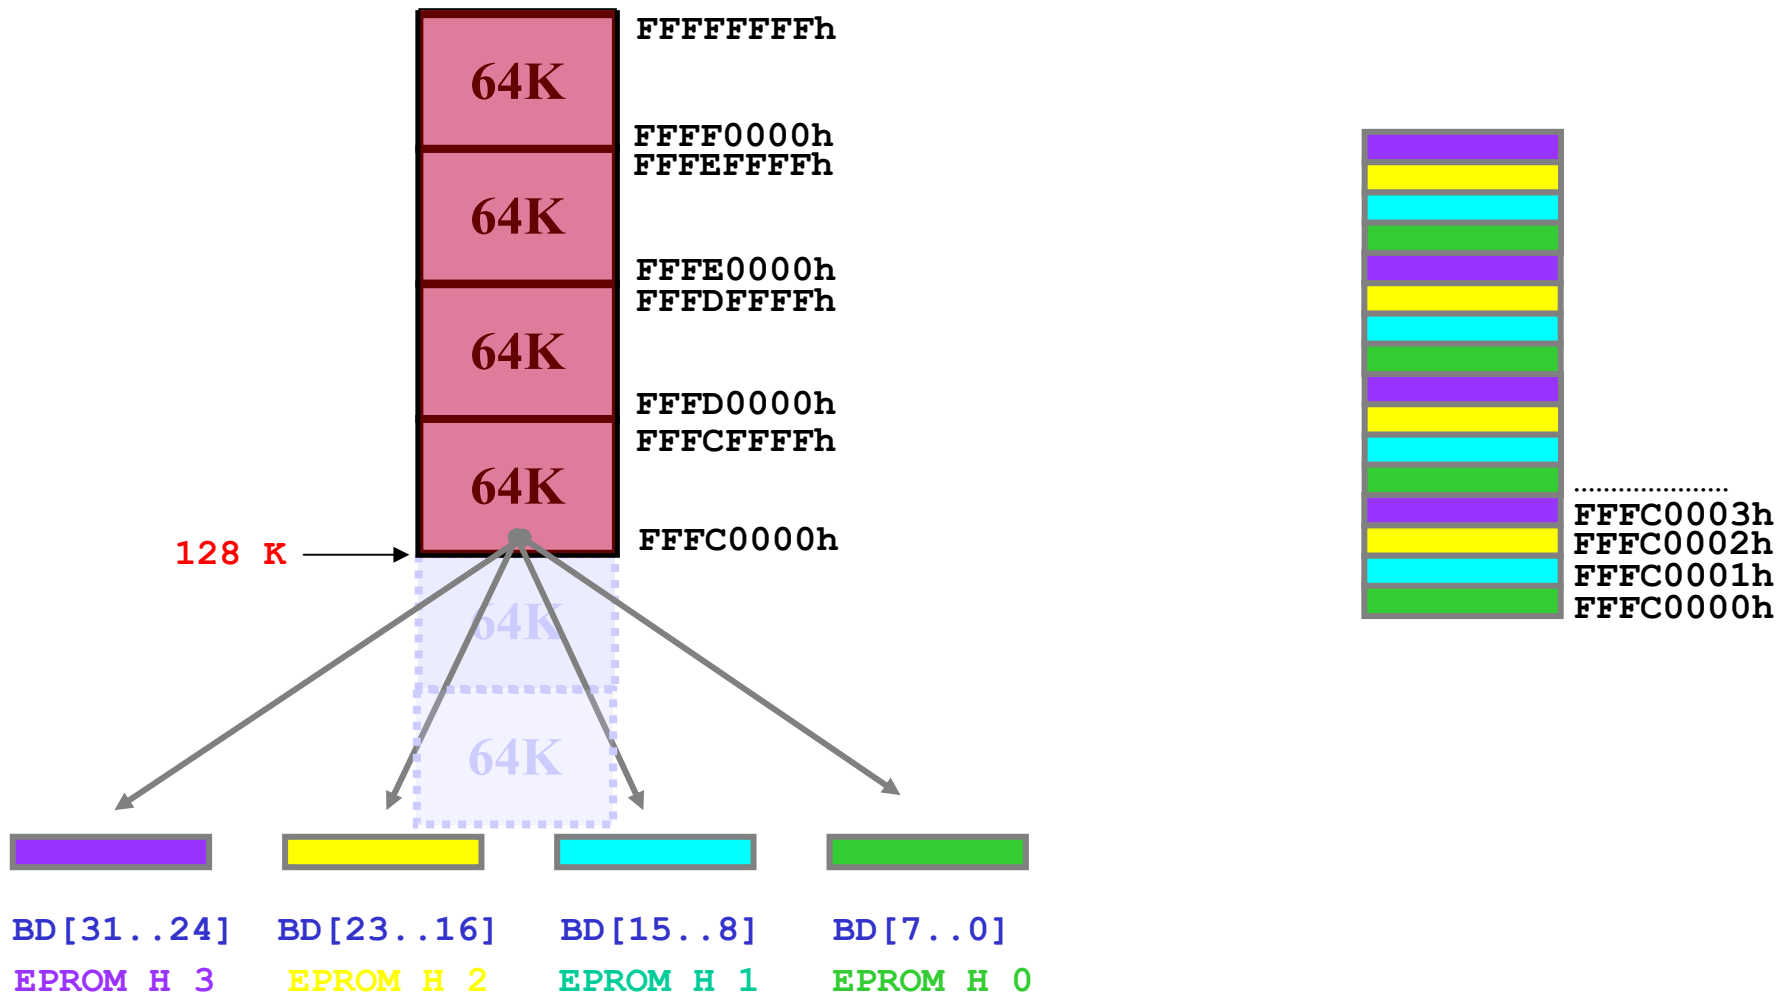 FFFFFFFFh
64K
FFFF0000h
FFFEFFFFh
64K
FFFE0000h
FFFDFFFFh
64K
FFFD0000h
FFFCFFFFh
64K
FFFC0000h
128 K
64K
64K
....................
FFFC0003h
FFFC0002h
FFFC0001h
FFFC0000h
BD[31..24] BD[23..16] BD[15..8] BD[7..0]
EPROM H 3 EPROM H 2 EPROM H 1 EPROM H 0